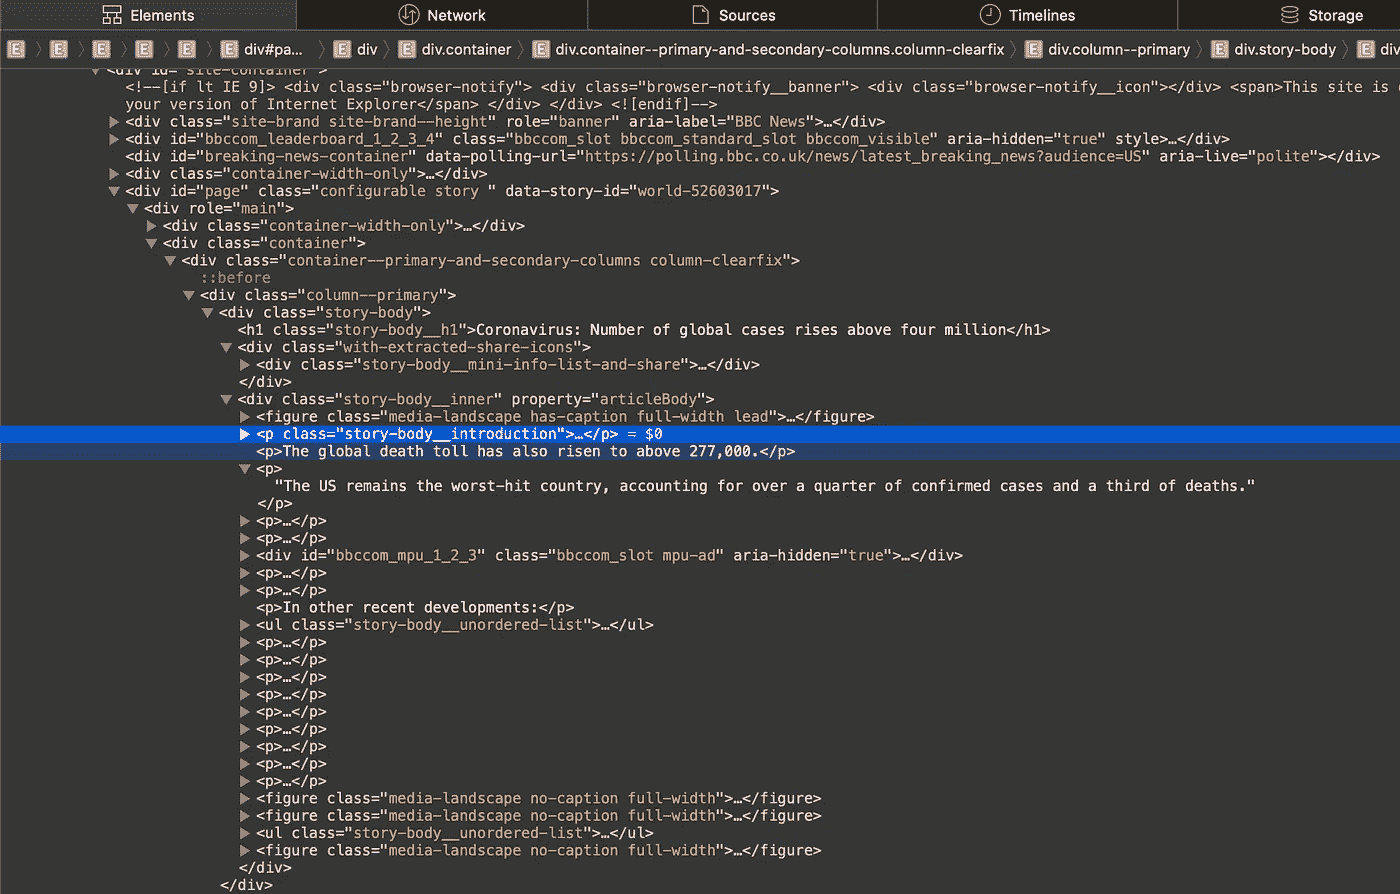 Elements Network Sources Timelines Storage
E E E E E E div#pa... E div E div.container E div.container--primary-and-secondary-columns.column-clearfix E div.column--primary E div.story-body E div
<div id="site-container">
<!--[if lt IE 9]> <div class="browser-notify"> <div class="browser-notify__banner"> <div class="browser-notify__icon"></div> <span>This site is
your version of Internet Explorer</span> </div> </div> <![endif]-->
<div class="site-brand site-brand--height" role="banner" aria-label="BBC News">…</div>
<div id="bbccom_leaderboard_1_2_3_4" class="bbccom_slot bbccom_standard_slot bbccom_visible" aria-hidden="true" style>…</div>
<div id="breaking-news-container" data-polling-url="https://polling.bbc.co.uk/news/latest_breaking_news?audience=US" aria-live="polite"></div>
<div class="container-width-only">…</div>
<div id="page" class="configurable story " data-story-id="world-52603017">
<div role="main">
<div class="container-width-only">…</div>
<div class="container">
<div class="container--primary-and-secondary-columns column-clearfix">
::before
<div class="column--primary">
<div class="story-body">
<h1 class="story-body__h1">Coronavirus: Number of global cases rises above four million</h1>
<div class="with-extracted-share-icons">
<div class="story-body__mini-info-list-and-share">…</div>
</div>
<div class="story-body__inner" property="articleBody">
<figure class="media-landscape has-caption full-width lead">…</figure>
<p class="story-body__introduction">…</p> = $0
<p>The global death toll has also risen to above 277,000.</p>
<p>
"The US remains the worst-hit country, accounting for over a quarter of confirmed cases and a third of deaths."
</p>
<p>…</p>
<p>…</p>
<div id="bbccom_mpu_1_2_3" class="bbccom_slot mpu-ad" aria-hidden="true">…</div>
<p>…</p>
<p>…</p>
<p>In other recent developments:</p>
<ul class="story-body__unordered-list">…</ul>
<p>…</p>
<p>…</p>
<p>…</p>
<p>…</p>
<p>…</p>
<p>…</p>
<p>…</p>
<p>…</p>
<p>…</p>
<figure class="media-landscape no-caption full-width">…</figure>
<figure class="media-landscape no-caption full-width">…</figure>
<ul class="story-body__unordered-list">…</ul>
<figure class="media-landscape no-caption full-width">…</figure>
</div>
</div>